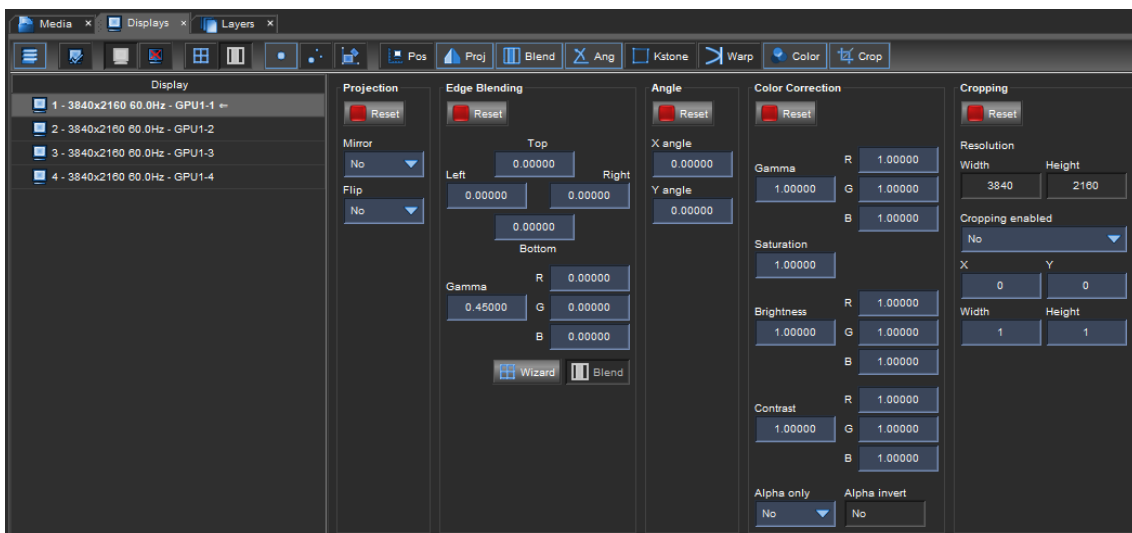 Media × Displays × Layers ×
Pos Proj Blend Ang Kstone Warp Color Crop
Display
1 - 3840x2160 60.0Hz - GPU1-1 ⇐
2 - 3840x2160 60.0Hz - GPU1-2
3 - 3840x2160 60.0Hz - GPU1-3
4 - 3840x2160 60.0Hz - GPU1-4
Projection
Reset
Mirror
No
Flip
No
Edge Blending
Reset
Top
0.00000
Left Right
0.00000 0.00000
0.00000
Bottom
R 0.00000
Gamma
0.45000 G 0.00000
B 0.00000
Wizard Blend
Angle
Reset
X angle
0.00000
Y angle
0.00000
Color Correction
Reset
R 1.00000
Gamma
1.00000 G 1.00000
B 1.00000
Saturation
1.00000
R 1.00000
Brightness
1.00000 G 1.00000
B 1.00000
R 1.00000
Contrast
1.00000 G 1.00000
B 1.00000
Alpha only Alpha invert
No No
Cropping
Reset
Resolution
Width Height
3840 2160
Cropping enabled
No
X Y
0 0
Width Height
1 1